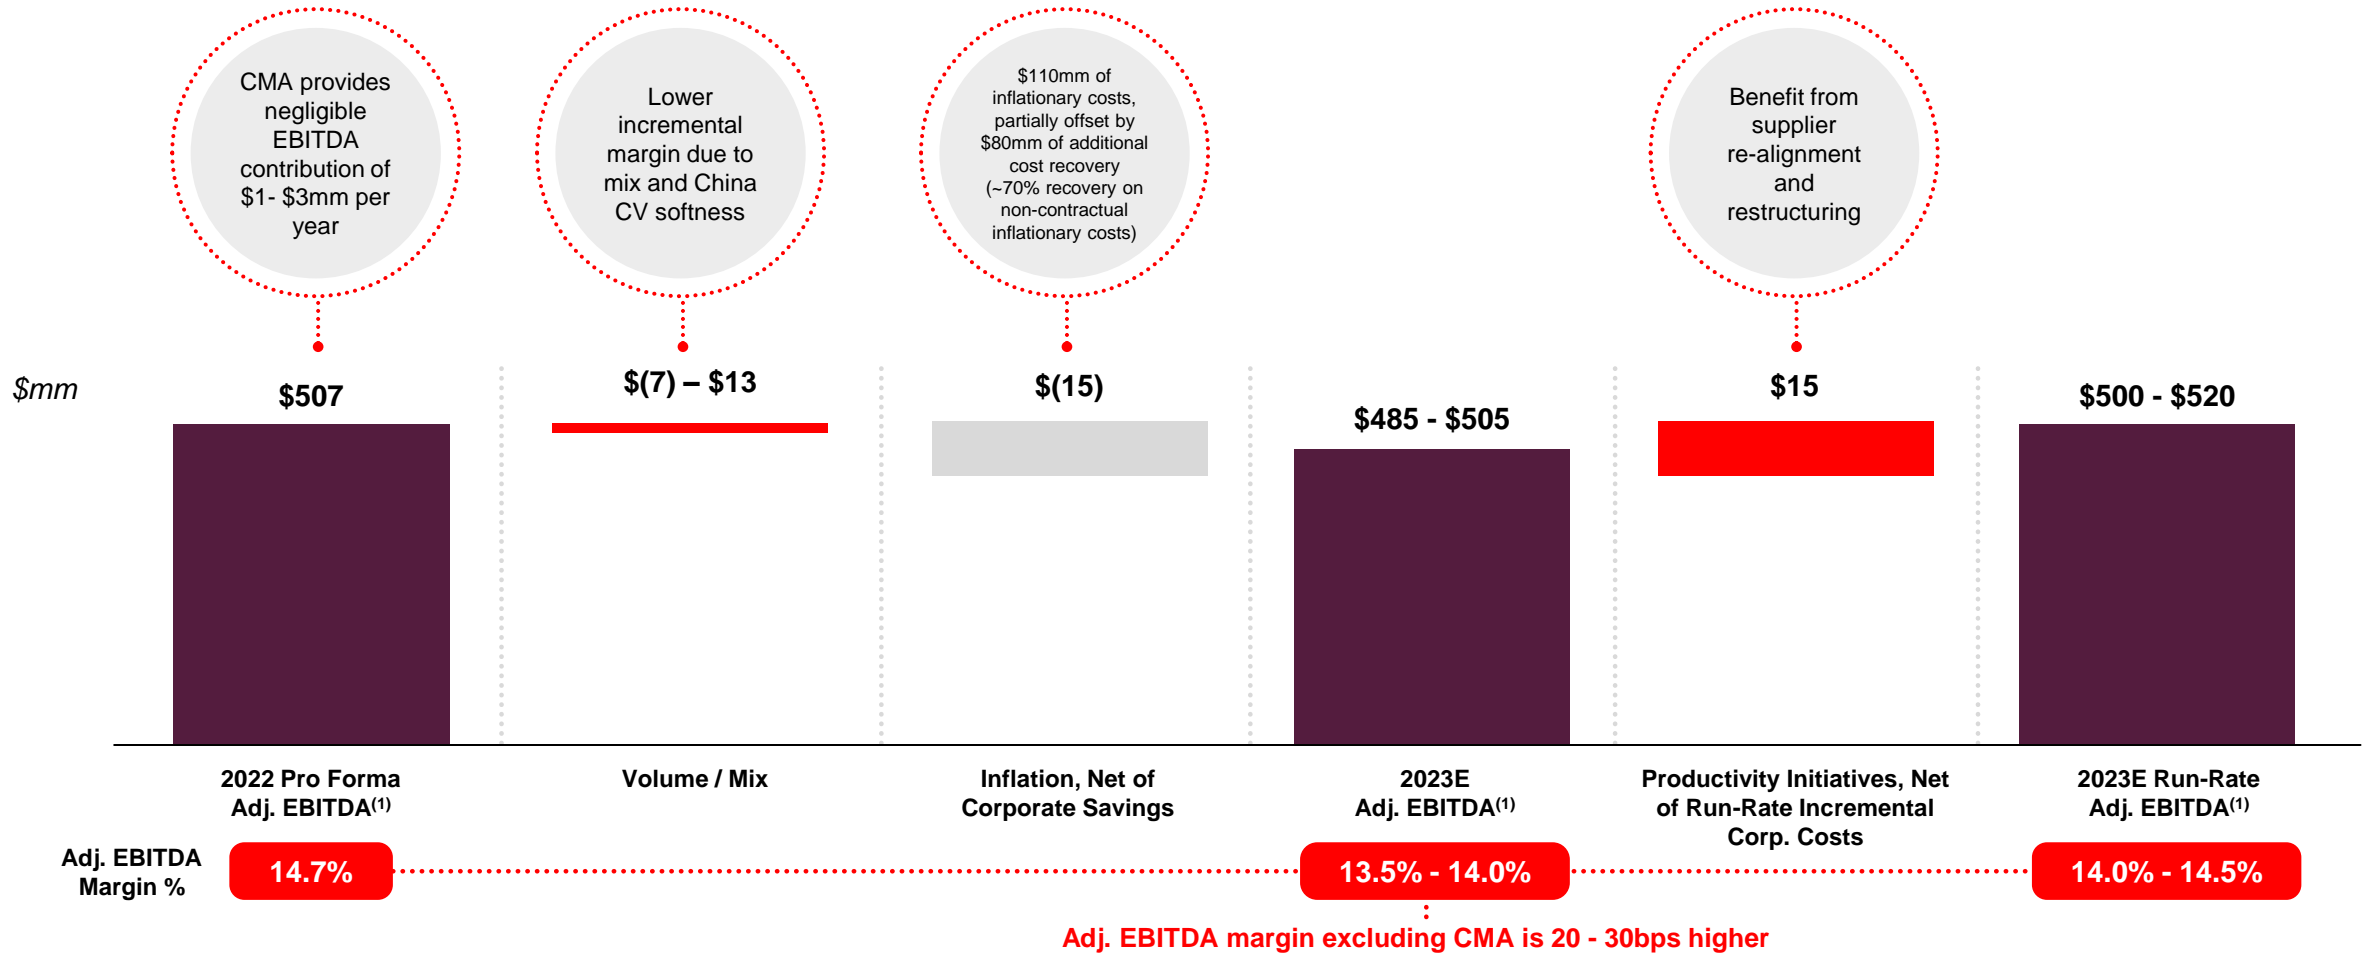 CMA provides
negligible
EBITDA
contribution of
$1- $3mm per
year
Lower
incremental
margin due to
mix and China
CV softness
$110mm of
inflationary costs,
partially offset by
$80mm of additional
cost recovery
(~70% recovery on
non-contractual
inflationary costs)
Benefit from
supplier
re-alignment
and
restructuring
$mm
$507
$(7) – $13
$(15)
$485 - $505
$15
$500 - $520
2022 Pro Forma
Adj. EBITDA(1)
Volume / Mix
Inflation, Net of
Corporate Savings
2023E
Adj. EBITDA(1)
Productivity Initiatives, Net
of Run-Rate Incremental
Corp. Costs
2023E Run-Rate
Adj. EBITDA(1)
Adj. EBITDA
Margin %
14.7%
13.5% - 14.0%
14.0% - 14.5%
Adj. EBITDA margin excluding CMA is 20 - 30bps higher